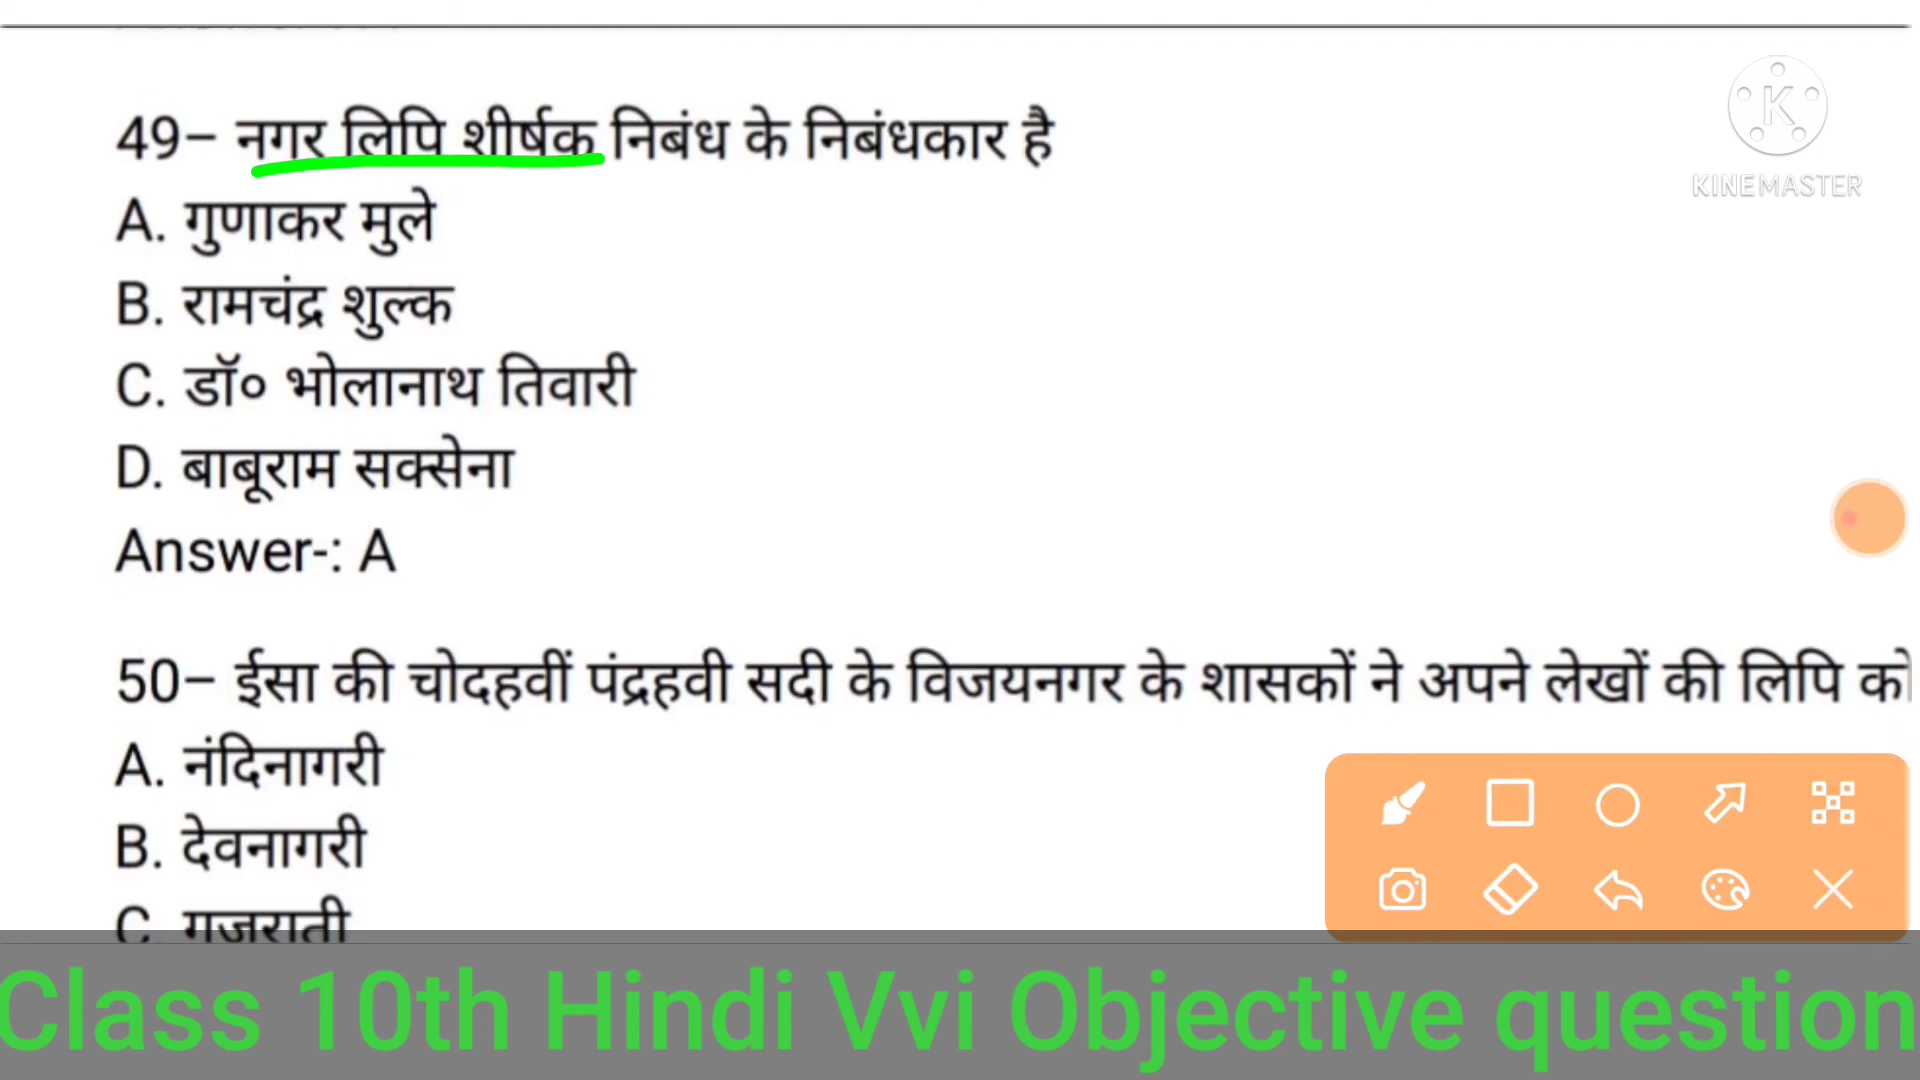 49– नगर लिपि शीर्षक निबंध के निबंधकार है
A. गुणाकर मुले
B. रामचंद्र शुल्क
C. डॉ० भोलानाथ तिवारी
D. बाबूराम सक्सेना
Answer-: A
50– ईसा की चोदहवीं पंद्रहवी सदी के विजयनगर के शासकों ने अपने लेखों की लिपि को
A. नंदिनागरी
B. देवनागरी
C. गुजराती
K
KINEMASTER
Class 10th Hindi Vvi Objective question